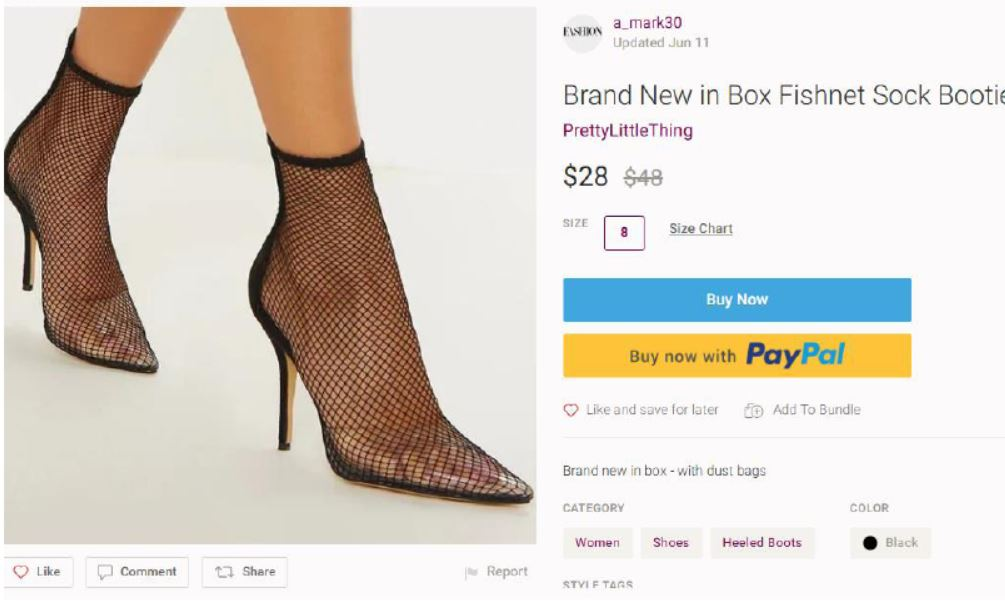 FASHION
a_mark30
Updated Jun 11
Brand New in Box Fishnet Sock Bootie
PrettyLittleThing
$28 $48
SIZE 8 Size Chart
Buy Now
Buy now with PayPal
Like and save for later Add To Bundle
Brand new in box - with dust bags
CATEGORY COLOR
Women Shoes Heeled Boots Black
STYLE TAGS
Like Comment Share Report